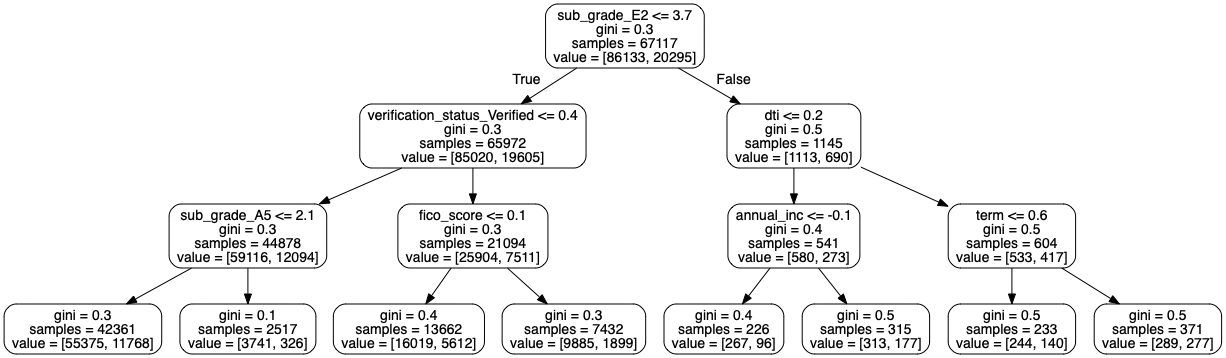 sub_grade_E2 <= 3.7
gini = 0.3
samples = 67117
value = [86133, 20295]
True
False
verification_status_Verified <= 0.4
gini = 0.3
samples = 65972
value = [85020, 19605]
dti <= 0.2
gini = 0.5
samples = 1145
value = [1113, 690]
sub_grade_A5 <= 2.1
gini = 0.3
samples = 44878
value = [59116, 12094]
fico_score <= 0.1
gini = 0.3
samples = 21094
value = [25904, 7511]
annual_inc <= -0.1
gini = 0.4
samples = 541
value = [580, 273]
term <= 0.6
gini = 0.5
samples = 604
value = [533, 417]
gini = 0.3
samples = 42361
value = [55375, 11768]
gini = 0.1
samples = 2517
value = [3741, 326]
gini = 0.4
samples = 13662
value = [16019, 5612]
gini = 0.3
samples = 7432
value = [9885, 1899]
gini = 0.4
samples = 226
value = [267, 96]
gini = 0.5
samples = 315
value = [313, 177]
gini = 0.5
samples = 233
value = [244, 140]
gini = 0.5
samples = 371
value = [289, 277]